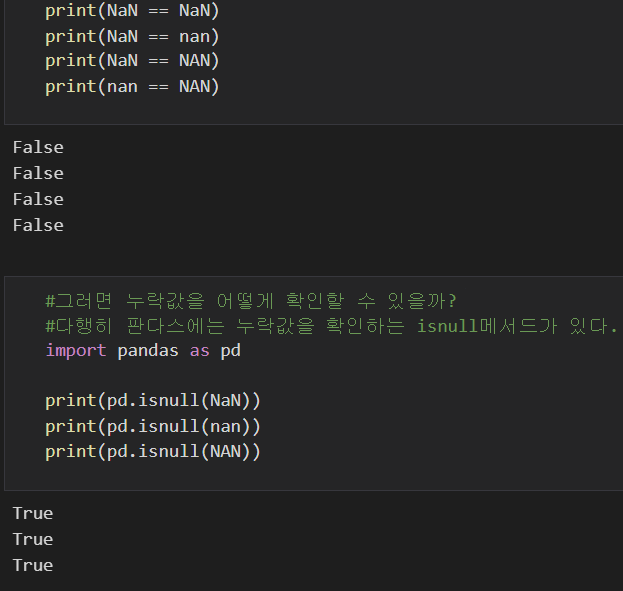 print(NaN == NaN)
print(NaN == nan)
print(NaN == NAN)
print(nan == NAN)
False
False
False
False
#그러면 누락값을 어떻게 확인할 수 있을까?
#다행히 판다스에는 누락값을 확인하는 isnull메서드가 있다.
import pandas as pd
print(pd.isnull(NaN))
print(pd.isnull(nan))
print(pd.isnull(NAN))
True
True
True